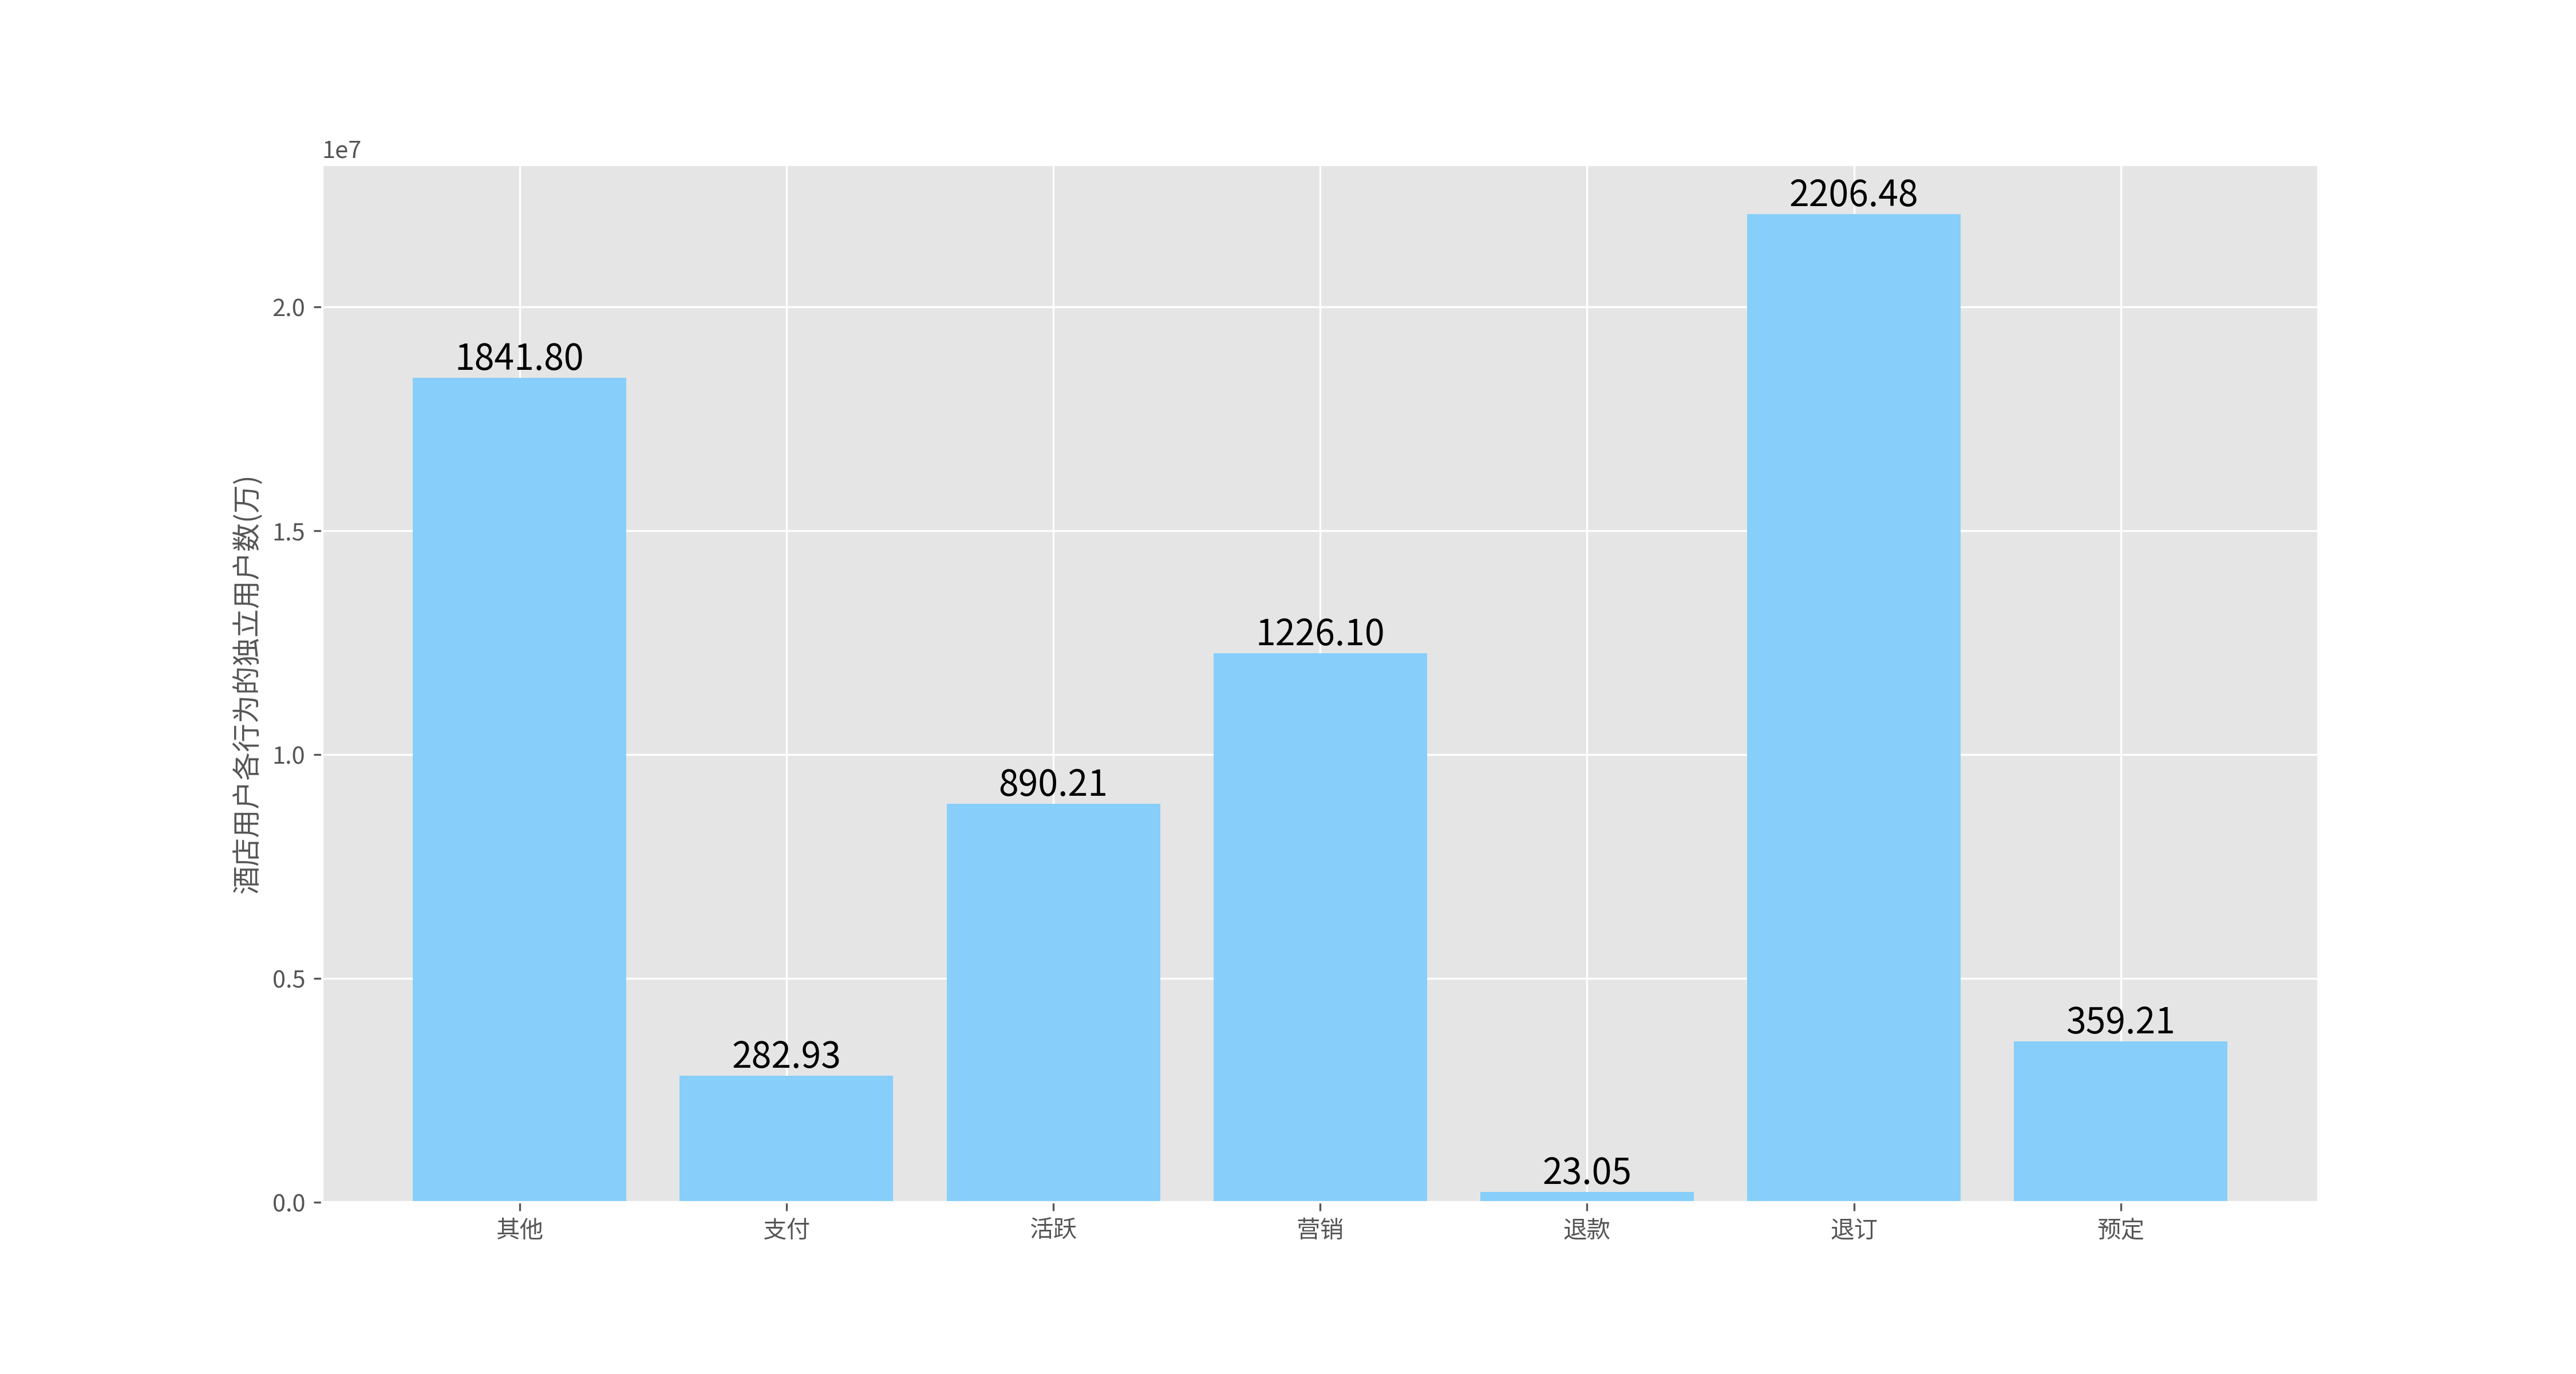 1e7
酒店用户各行为的独立用户数(万)
2.0
1.5
1.0
0.5
0.0
1841.80
282.93
890.21
1226.10
23.05
2206.48
359.21
其他
支付
活跃
营销
退款
退订
预定